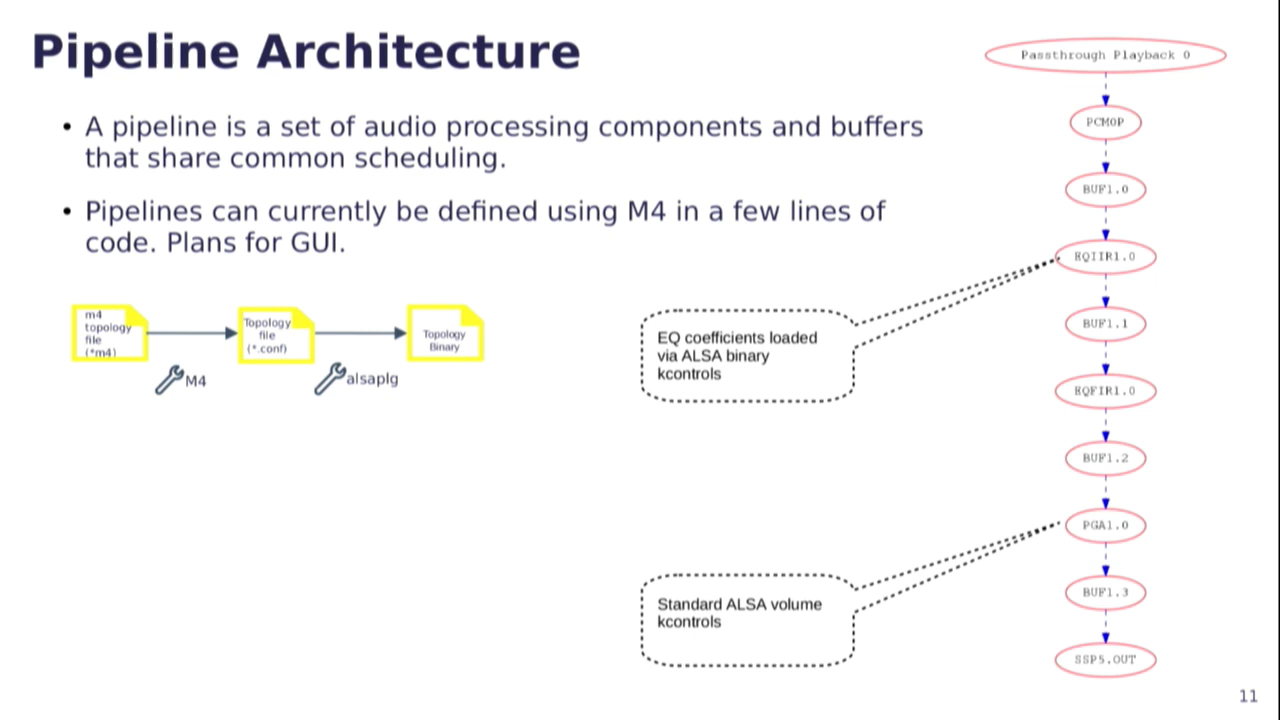 Pipeline Architecture
• A pipeline is a set of audio processing components and buffers
that share common scheduling.
• Pipelines can currently be defined using M4 in a few lines of
code. Plans for GUI.
m4
topology
file
(*m4)
M4
Topology
file
(*.conf)
alsaplg
Topology
Binary
EQ coefficients loaded
via ALSA binary
kcontrols
Standard ALSA volume
kcontrols
Passthrough Playback 0
PCM0P
BUF1.0
EQIIR1.0
BUF1.1
EQFIR1.0
BUF1.2
PGA1.0
BUF1.3
SSP5.OUT
11